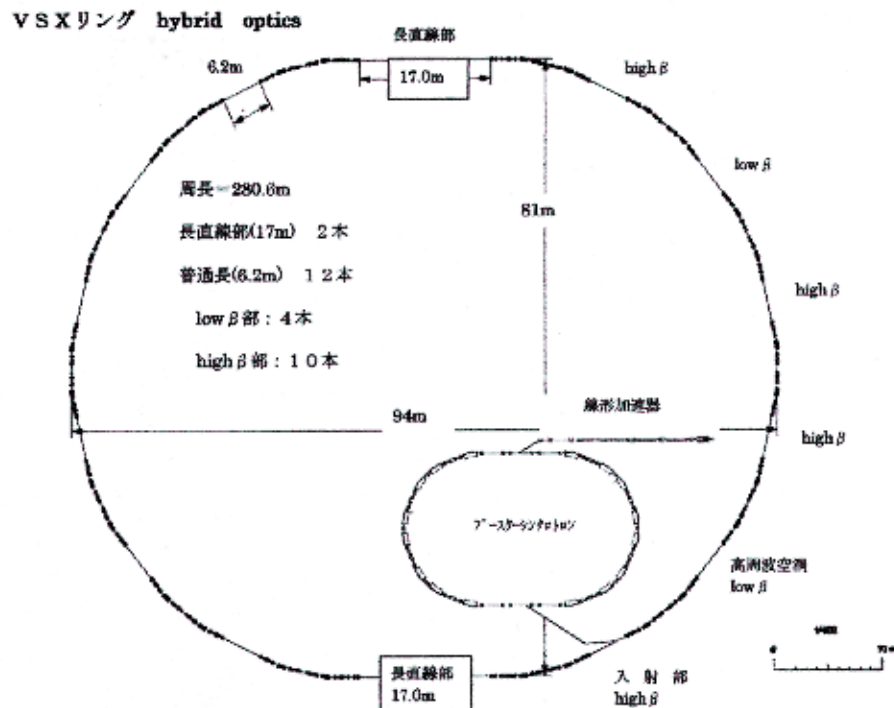 ＶＳＸリング hybrid optics
長直線部
17.0m
6.2m
high β
low β
周長＝280.6m
長直線部(17m) ２本
普通長(6.2m) １２本
low β部：４本
high β部：１０本
81m
high β
線形加速器
94m
high β
ブースターシンクロトロン
高周波空洞
low β
長直線部
17.0m
入射部
high β
0